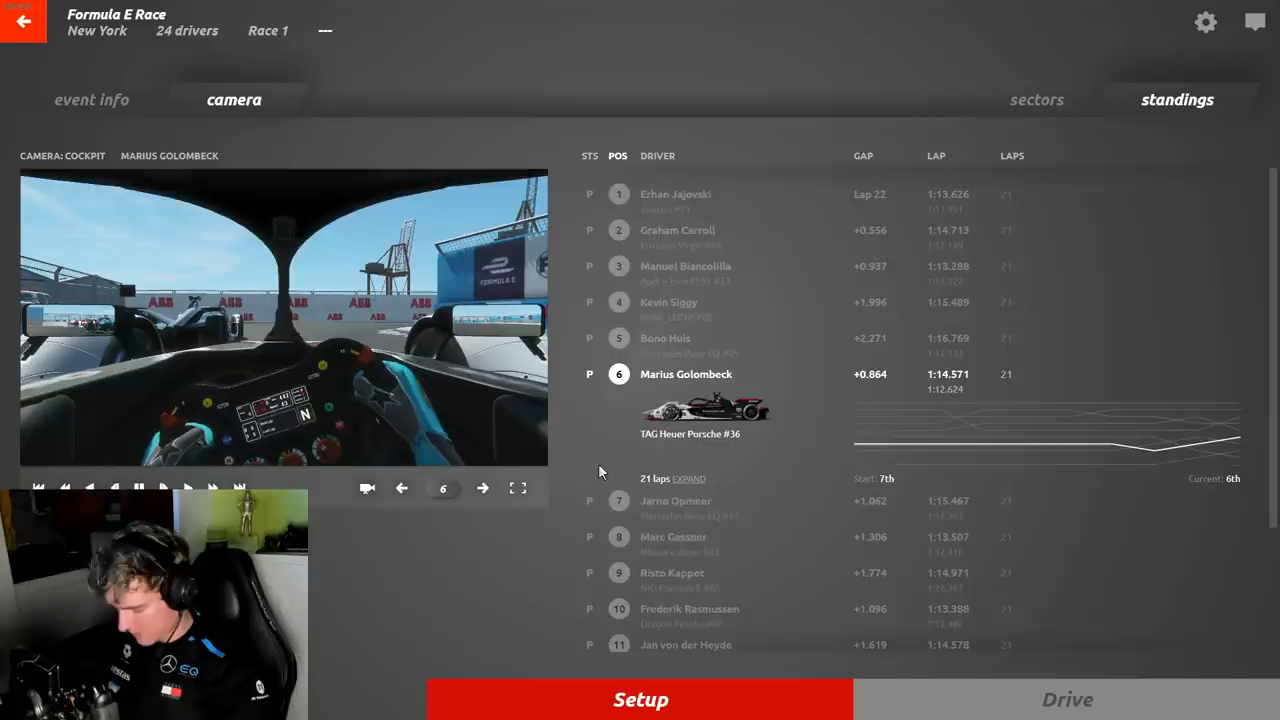 Formula E Race
New York 24 drivers Race 1 ---
event info camera sectors standings
CAMERA: COCKPIT MARIUS GOLOMBECK
STS POS DRIVER GAP LAP LAPS
P 1 Erhan Jajovski Lap 22 1:13.626 21
P 2 Graham Carroll +0.556 1:14.713 21
P 3 Manuel Biancolilla +0.937 1:13.288 21
P 4 Kevin Siggy +1.996 1:15.489 21
P 5 Bono Huis +2.271 1:16.769 21
P 6 Marius Golombeck +0.864 1:14.571 21
1:12.624
TAG Heuer Porsche #36
21 laps EXPAND Start: 7th Current: 6th
P 7 Jarno Opmeer +1.062 1:15.467 21
P 8 Marc Gassner +1.306 1:13.507 21
P 9 Risto Kappet +1.774 1:14.971 21
P 10 Frederik Rasmussen +1.096 1:13.388 21
P 11 Jan von der Heyde +1.619 1:14.578 21
FORMULA E
ABB ABB ABB ABB ABB
N
6
EQ
Setup Drive